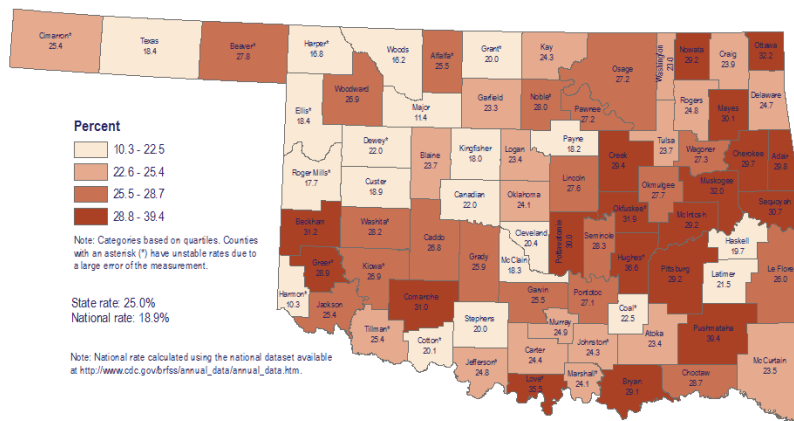 Cimarron*
25.4
Texas
18.4
Beaver*
27.8
Harper*
16.8
Woods
16.2
Alfalfa*
25.5
Grant*
20.0
Kay
24.3
Osage
27.2
Washington
23.0
Nowata
29.2
Craig
23.9
Ottawa
32.2
Woodward
26.9
Major
11.4
Garfield
23.3
Noble*
28.0
Pawnee
27.2
Rogers
24.8
Mayes
30.1
Delaware
24.7
Ellis*
18.4
Dewey*
22.0
Blaine
23.7
Kingfisher
18.0
Logan
23.4
Payne
18.2
Creek
29.4
Tulsa
23.7
Wagoner
27.3
Cherokee
29.7
Adair
29.8
Percent
10.3 - 22.5
22.6 - 25.4
25.5 - 28.7
28.8 - 39.4
Roger Mills*
17.7
Custer
18.9
Canadian
22.0
Oklahoma
24.1
Lincoln
27.6
Okmulgee
27.7
Muskogee
32.0
Sequoyah
30.7
Note: Categories based on quartiles. Counties
with an asterisk (*) have unstable rates due to
a large error of the measurement.
Beckham
31.2
Washita*
28.2
Caddo
26.8
Grady
25.9
Cleveland
20.4
McClain
18.3
Pottawatomie
30.0
Seminole
28.3
Okfuskee*
31.9
McIntosh
29.2
Haskell
19.7
Hughes*
Pittsburg
29.2
Latimer
21.5
Le Flore
26.0
Greer*
28.9
Kiowa*
26.9
Harmon*
10.3
Jackson
25.4
Comanche
31.0
Garvin
25.5
Pontotoc
27.1
Coal*
22.5
Pushmataha
39.4
State rate: 25.0%
National rate: 18.9%
Tillman*
25.4
Cotton*
20.1
Stephens
20.0
Murray
24.9
Johnston*
24.3
Atoka
23.4
McCurtain
23.5
Jefferson*
24.8
Carter
24.4
Love*
Marshall*
24.1
Bryan
29.1
Choctaw
28.7
Note: National rate calculated using the national dataset available
at http://www.cdc.gov/brfss/annual_data/annual_data.htm.